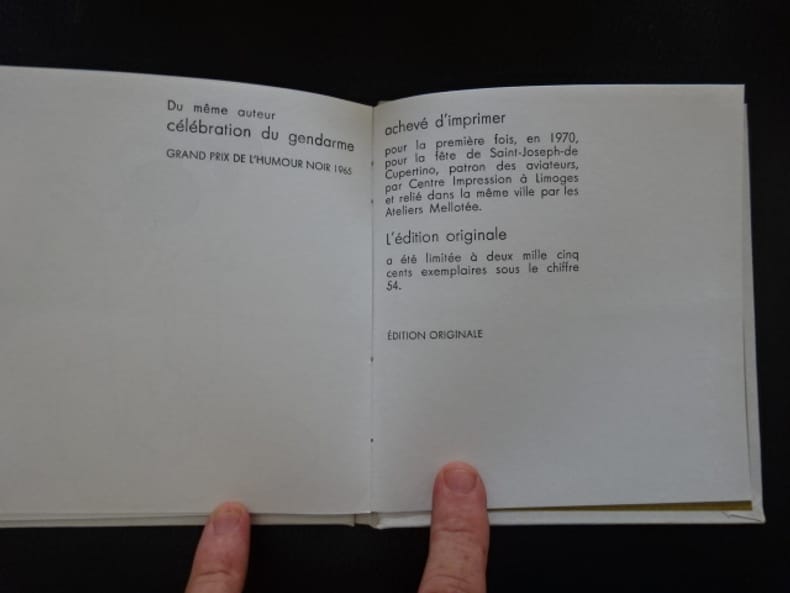 Du même auteur
célébration du gendarme
GRAND PRIX DE L'HUMOUR NOIR 1965
achevé d'imprimer
pour la première fois, en 1970,
pour la fête de Saint-Joseph-de
Cupertino, patron des aviateurs,
par Centre Impression à Limoges
et relié dans la même ville par les
Ateliers Mellotée.
L'édition originale
a été limitée à deux mille cinq
cents exemplaires sous le chiffre
54.
ÉDITION ORIGINALE